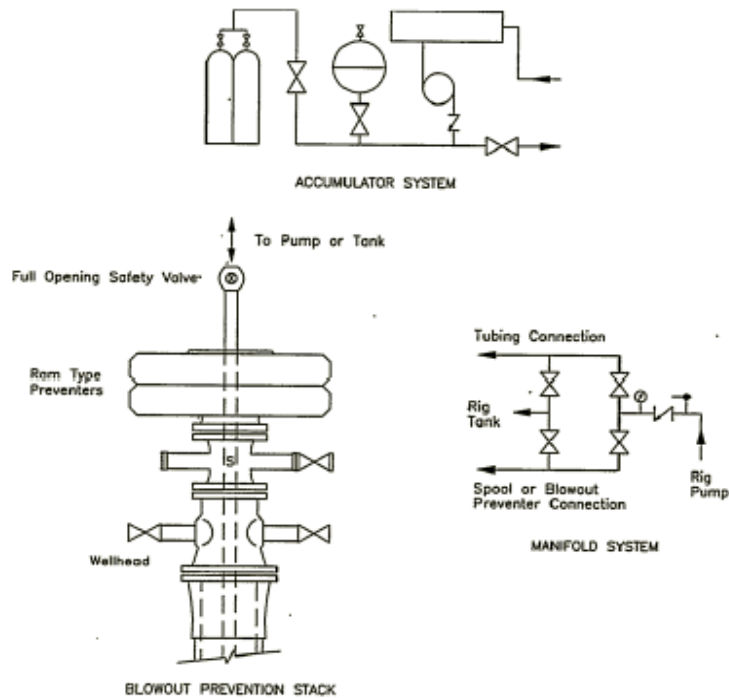 ACCUMULATOR SYSTEM
To Pump or Tank
Full Opening Safety Valve
Ram Type
Preventers
S
Wellhead
BLOWOUT PREVENTION STACK
Tubing Connection
Rig
Tank
Rig
Pump
Spool or Blowout
Preventer Connection
MANIFOLD SYSTEM